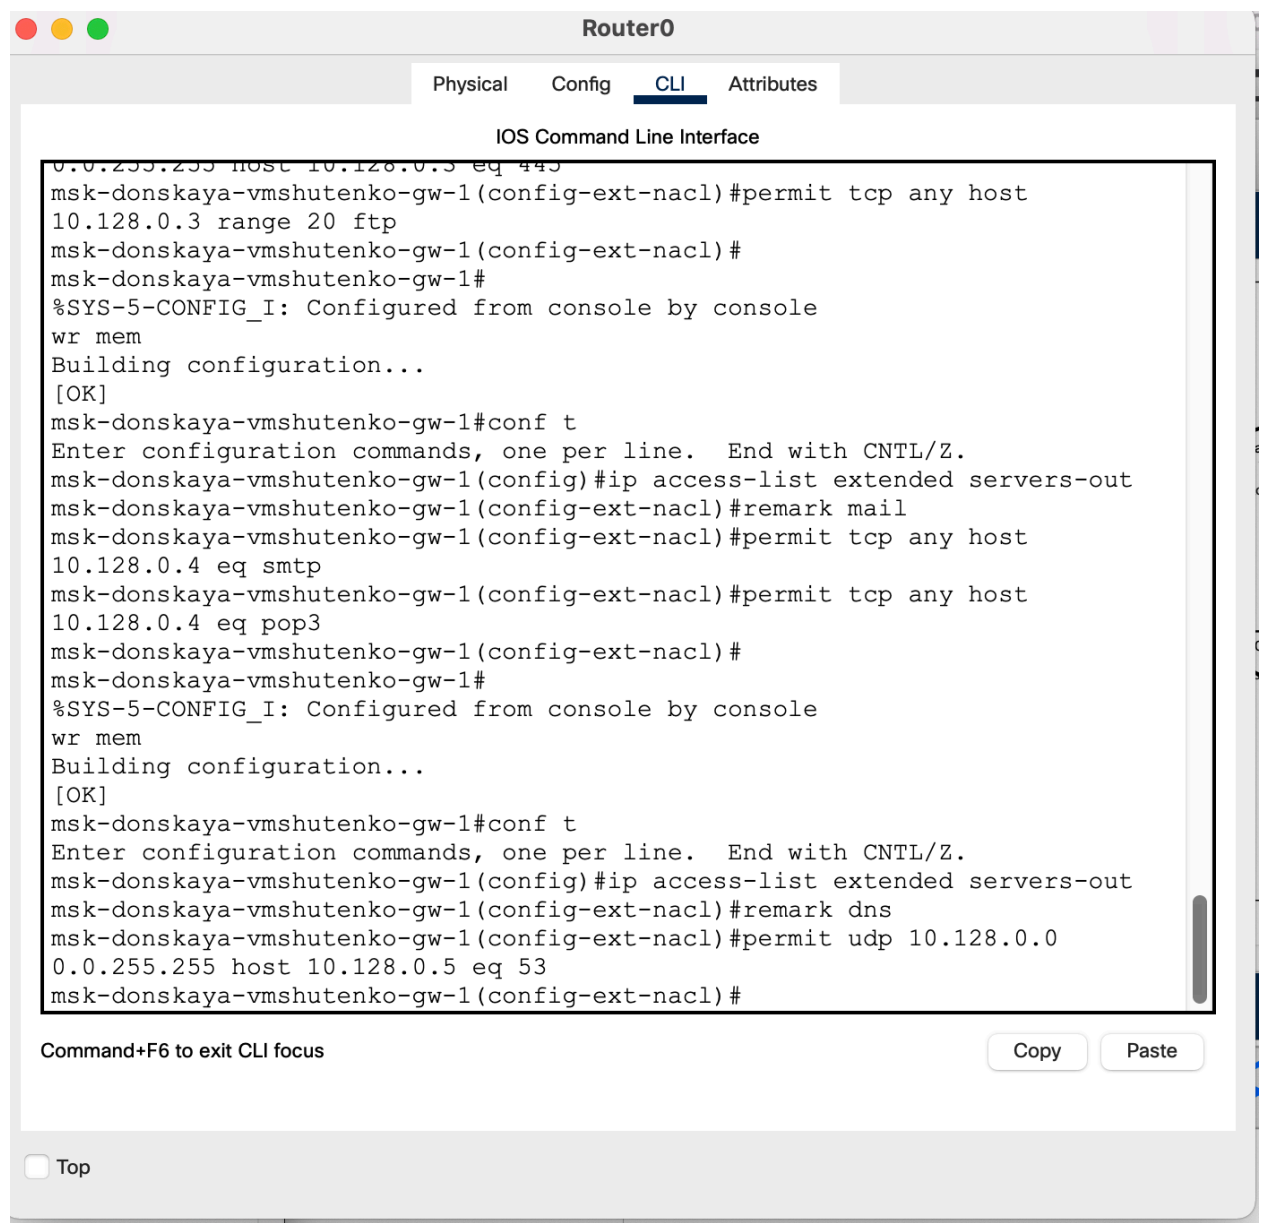 Router0
Physical Config CLI Attributes
IOS Command Line Interface
0.0.255.255 host 10.128.0.3 eq 445
msk-donskaya-vmshutenko-gw-1(config-ext-nacl)#permit tcp any host
10.128.0.3 range 20 ftp
msk-donskaya-vmshutenko-gw-1(config-ext-nacl)#
msk-donskaya-vmshutenko-gw-1#
%SYS-5-CONFIG_I: Configured from console by console
wr mem
Building configuration...
[OK]
msk-donskaya-vmshutenko-gw-1#conf t
Enter configuration commands, one per line.  End with CNTL/Z.
msk-donskaya-vmshutenko-gw-1(config)#ip access-list extended servers-out
msk-donskaya-vmshutenko-gw-1(config-ext-nacl)#remark mail
msk-donskaya-vmshutenko-gw-1(config-ext-nacl)#permit tcp any host
10.128.0.4 eq smtp
msk-donskaya-vmshutenko-gw-1(config-ext-nacl)#permit tcp any host
10.128.0.4 eq pop3
msk-donskaya-vmshutenko-gw-1(config-ext-nacl)#
msk-donskaya-vmshutenko-gw-1#
%SYS-5-CONFIG_I: Configured from console by console
wr mem
Building configuration...
[OK]
msk-donskaya-vmshutenko-gw-1#conf t
Enter configuration commands, one per line.  End with CNTL/Z.
msk-donskaya-vmshutenko-gw-1(config)#ip access-list extended servers-out
msk-donskaya-vmshutenko-gw-1(config-ext-nacl)#remark dns
msk-donskaya-vmshutenko-gw-1(config-ext-nacl)#permit udp 10.128.0.0
0.0.255.255 host 10.128.0.5 eq 53
msk-donskaya-vmshutenko-gw-1(config-ext-nacl)#
Command+F6 to exit CLI focus
Copy Paste
Top